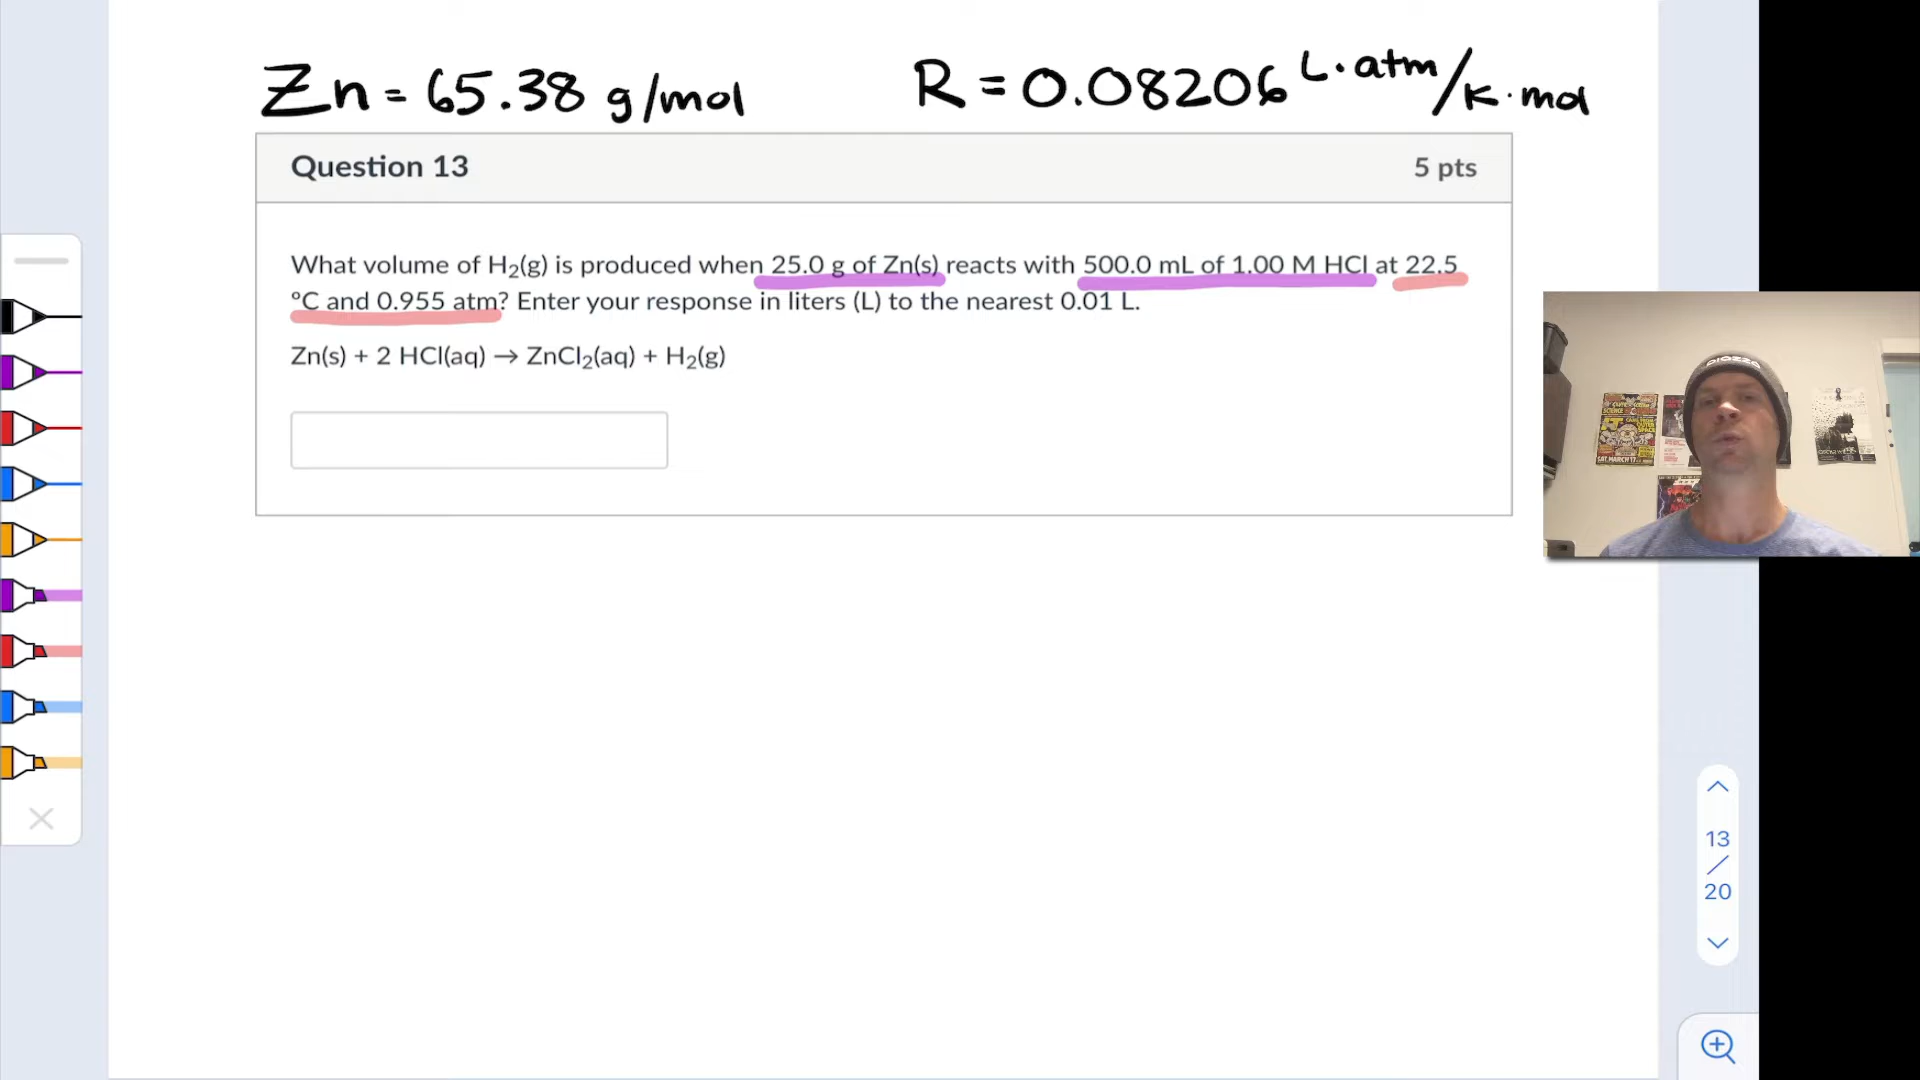 Zn = 65.38 g/mol
R = 0.08206 L·atm/K·mol
Question 13
5 pts
What volume of H₂(g) is produced when 25.0 g of Zn(s) reacts with 500.0 mL of 1.00 M HCl at 22.5
°C and 0.955 atm? Enter your response in liters (L) to the nearest 0.01 L.
Zn(s) + 2 HCl(aq) → ZnCl₂(aq) + H₂(g)
13
/
20
SAT. MARCH 17